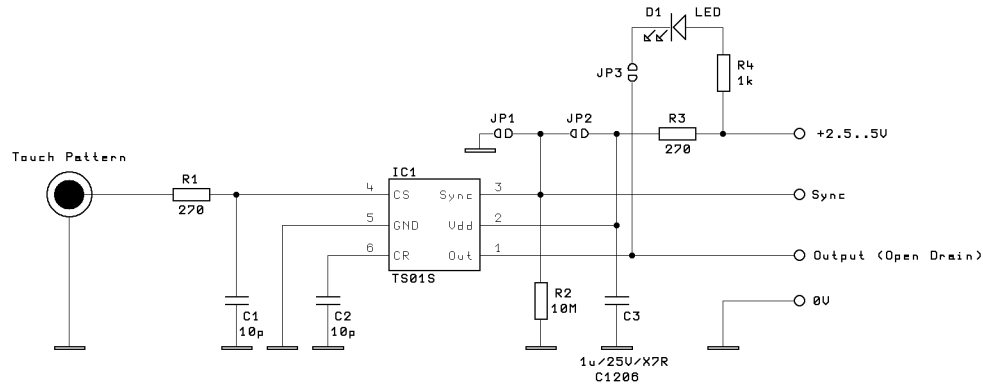 D1 LED
JP3
R4
1k
JP1 JP2 R3
270
+2.5..5V
Touch Pattern
R1
270
IC1
4 CS Sync 3
Sync
5 GND Vdd 2
6 CR Out 1
Output (Open Drain)
TS01S
C1
10p
C2
10p
R2
10M
C3
0V
1u/25V/X7R
C1206